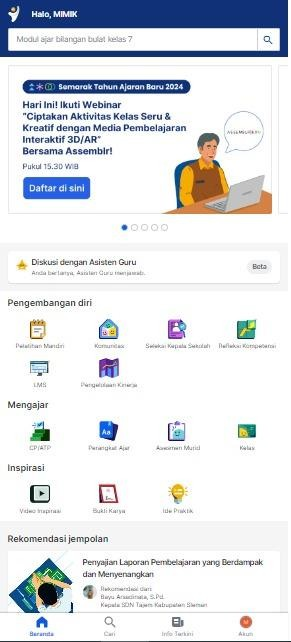 Halo, MIMIK
Modul ajar bilangan bulat kelas 7
Semarak Tahun Ajaran Baru 2024
Hari Ini! Ikuti Webinar
"Ciptakan Aktivitas Kelas Seru &
Kreatif dengan Media Pembelajaran
Interaktif 3D/AR"
Bersama Assemblr!
Pukul 15.30 WIB
Daftar di sini
Diskusi dengan Asisten Guru
Anda bertanya, Asisten Guru menjawab.
Beta
Pengembangan diri
Pelatihan Mandiri
Komunitas
Seleksi Kepala Sekolah
Refleksi Kompetensi
LMS
Pengelolaan Kinerja
Mengajar
CP/ATP
Perangkat Ajar
Asesmen Murid
Kelas
Inspirasi
Video Inspirasi
Bukti Karya
Ide Praktik
Rekomendasi jempolan
Penyajian Laporan Pembelajaran yang Berdampak
dan Menyenangkan
Rekomendasi dari:
Bayu Arsadinata, S.Pd.
Kepala SDN Tajem Kabupaten Sleman
Beranda
Cari
Info Terkini
M
Akun